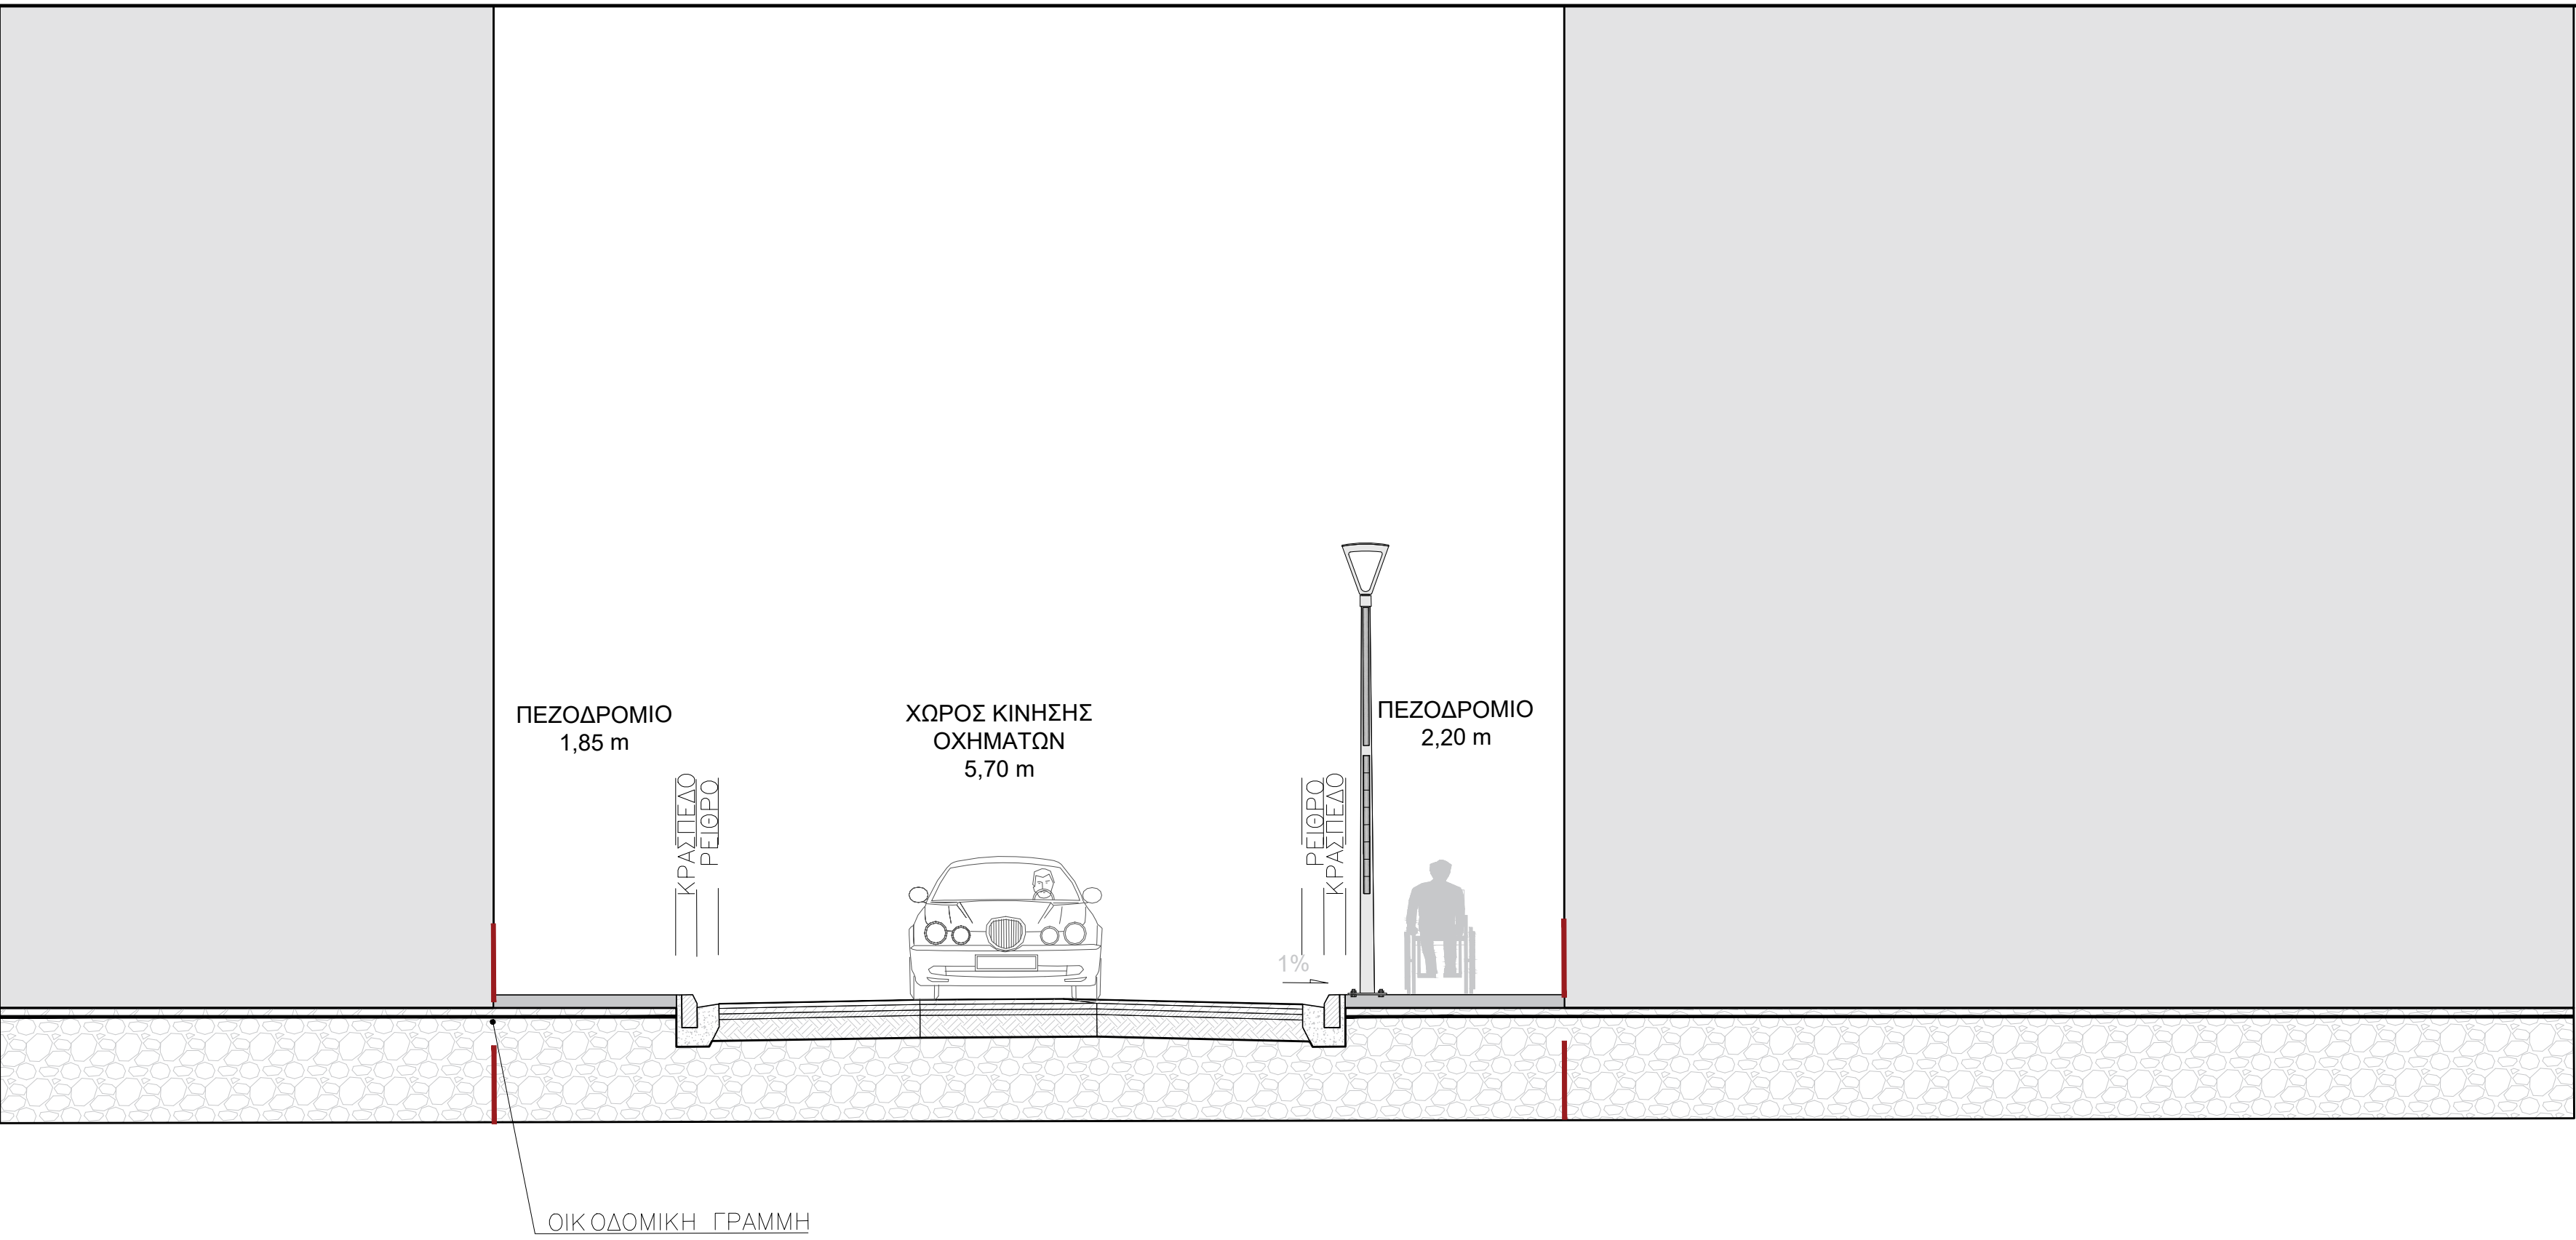 ΠΕΖΟΔΡΟΜΙΟ
1,85 m
ΧΩΡΟΣ ΚΙΝΗΣΗΣ
ΟΧΗΜΑΤΩΝ
5,70 m
ΠΕΖΟΔΡΟΜΙΟ
2,20 m
ΚΡΑΣΠΕΔΟ
ΡΕΙΘΡΟ
ΡΕΙΘΡΟ
ΚΡΑΣΠΕΔΟ
1%
ΟΙΚΟΔΟΜΙΚΗ ΓΡΑΜΜΗ